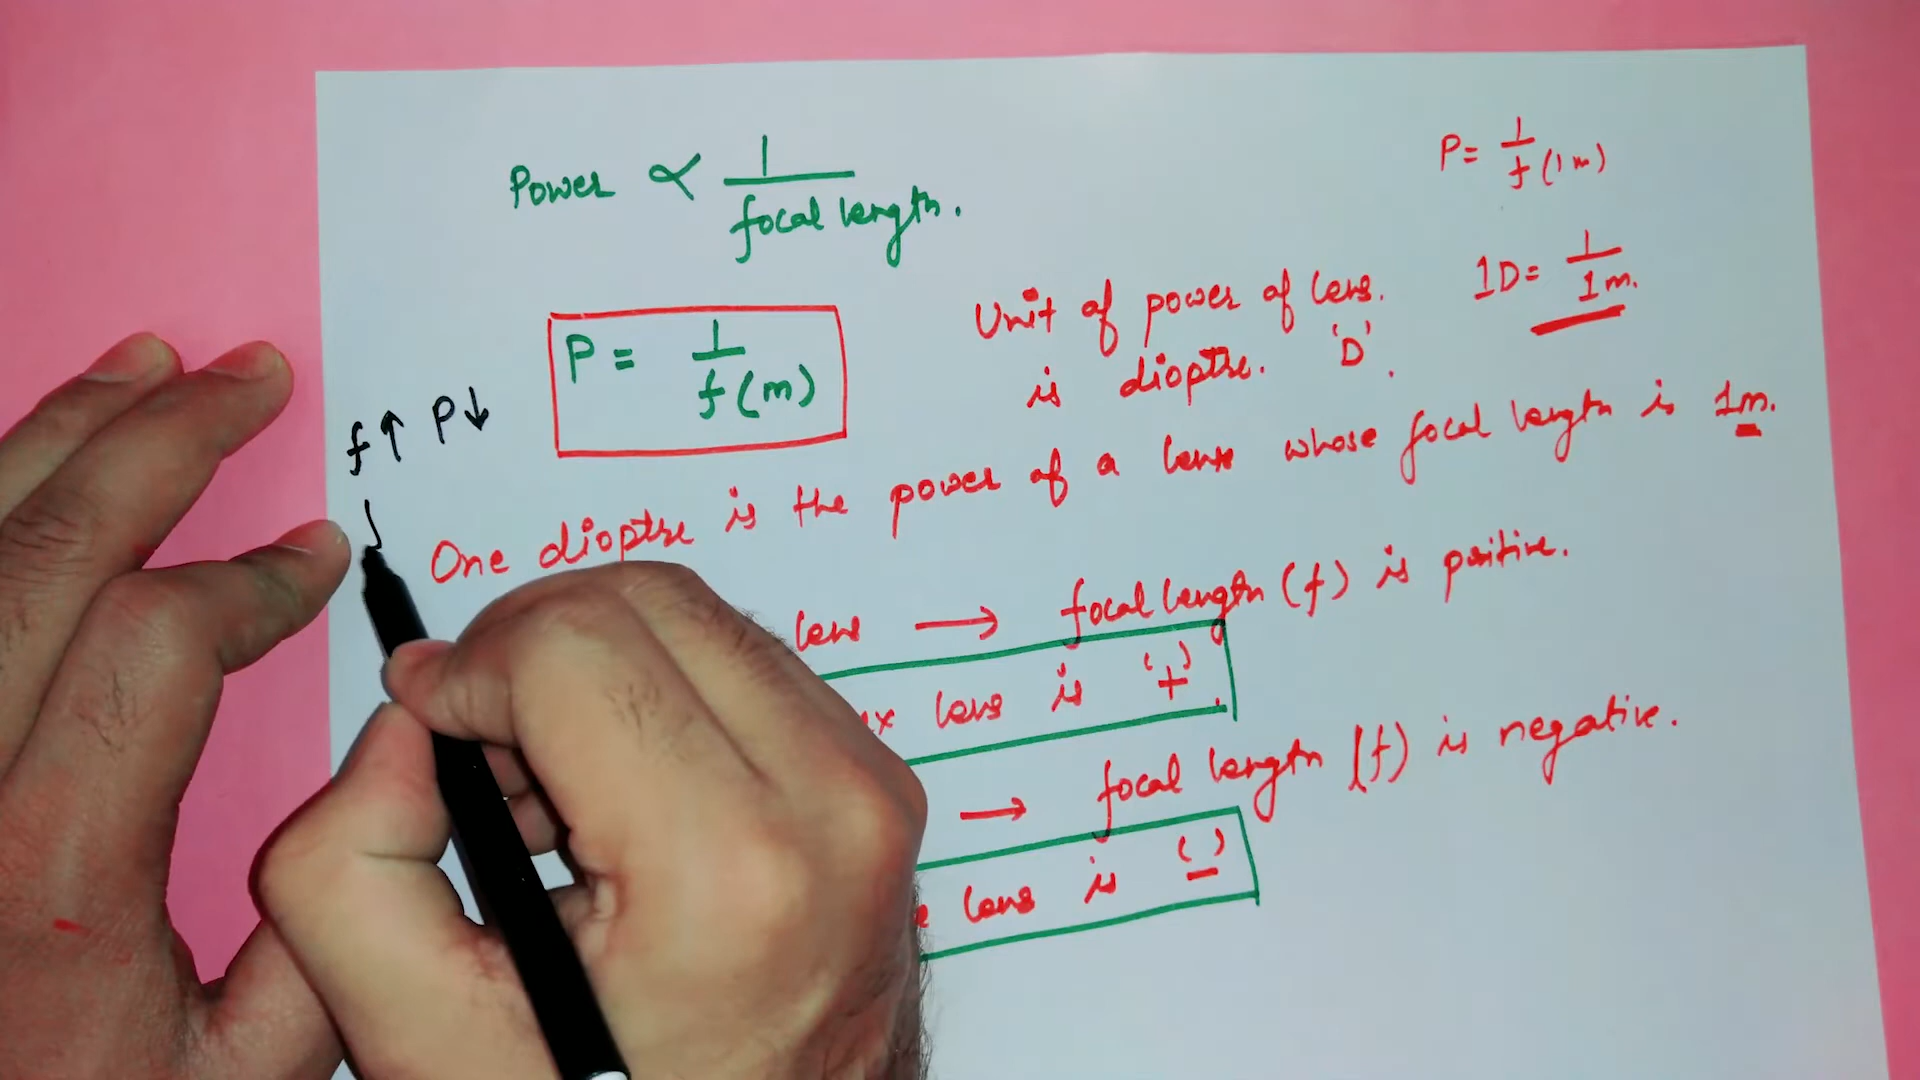 Power ∝ 1/focal length.
P = 1/f (1m)
1D = 1/1m.
P = 1/f (m)
Unit of power of lens.
is dioptre. 'D'.
f↑ P↓
One dioptre is the power of a lens whose focal length is 1m.
lens → focal length (f) is positive.
lens is (+).
→ focal length (f) is negative.
lens is (-)